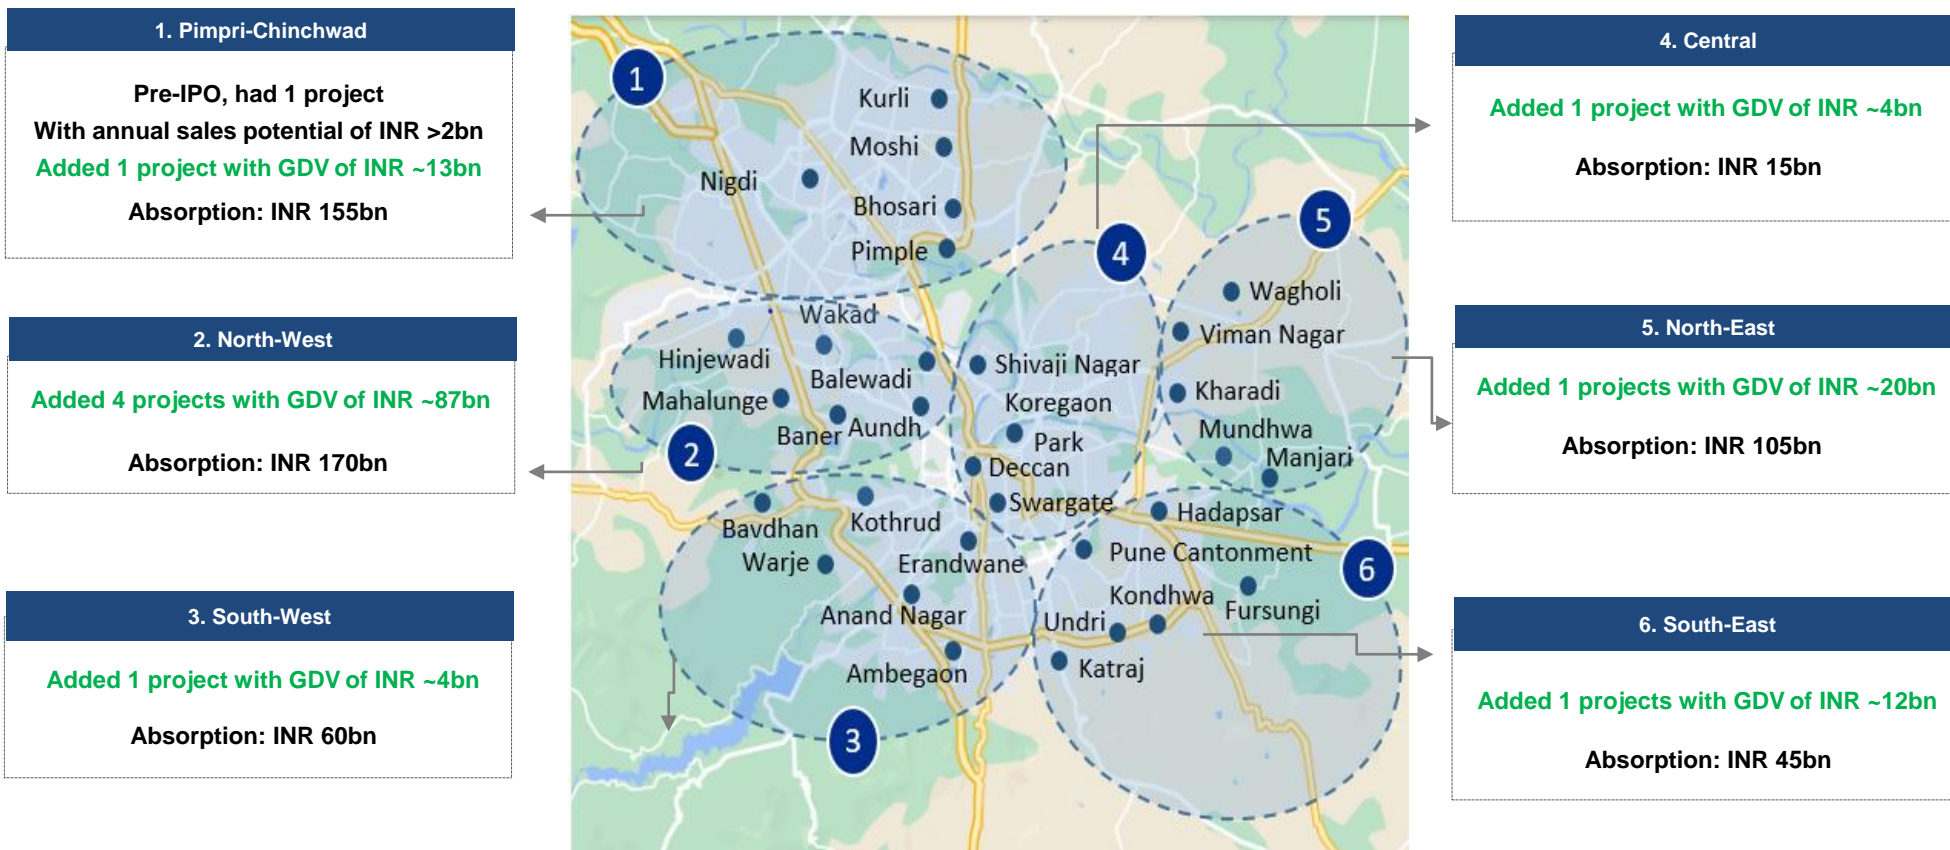 1. Pimpri-Chinchwad
Pre-IPO, had 1 project
With annual sales potential of INR >2bn
Added 1 project with GDV of INR ~13bn
Absorption: INR 155bn
2. North-West
Added 4 projects with GDV of INR ~87bn
Absorption: INR 170bn
3. South-West
Added 1 project with GDV of INR ~4bn
Absorption: INR 60bn
1
Kurli
Moshi
Nigdi
Bhosari
Pimple
Wakad
Hinjewadi
Balewadi
Mahalunge
Baner
Aundh
2
4
Shivaji Nagar
Koregaon
Park
Deccan
Swargate
5
Wagholi
Viman Nagar
Kharadi
Mundhwa
Manjari
Bavdhan
Kothrud
Warje
Erandwane
Anand Nagar
Ambegaon
3
Hadapsar
Pune Cantonment
6
Kondhwa
Fursungi
Undri
Katraj
4. Central
Added 1 project with GDV of INR ~4bn
Absorption: INR 15bn
5. North-East
Added 1 projects with GDV of INR ~20bn
Absorption: INR 105bn
6. South-East
Added 1 projects with GDV of INR ~12bn
Absorption: INR 45bn